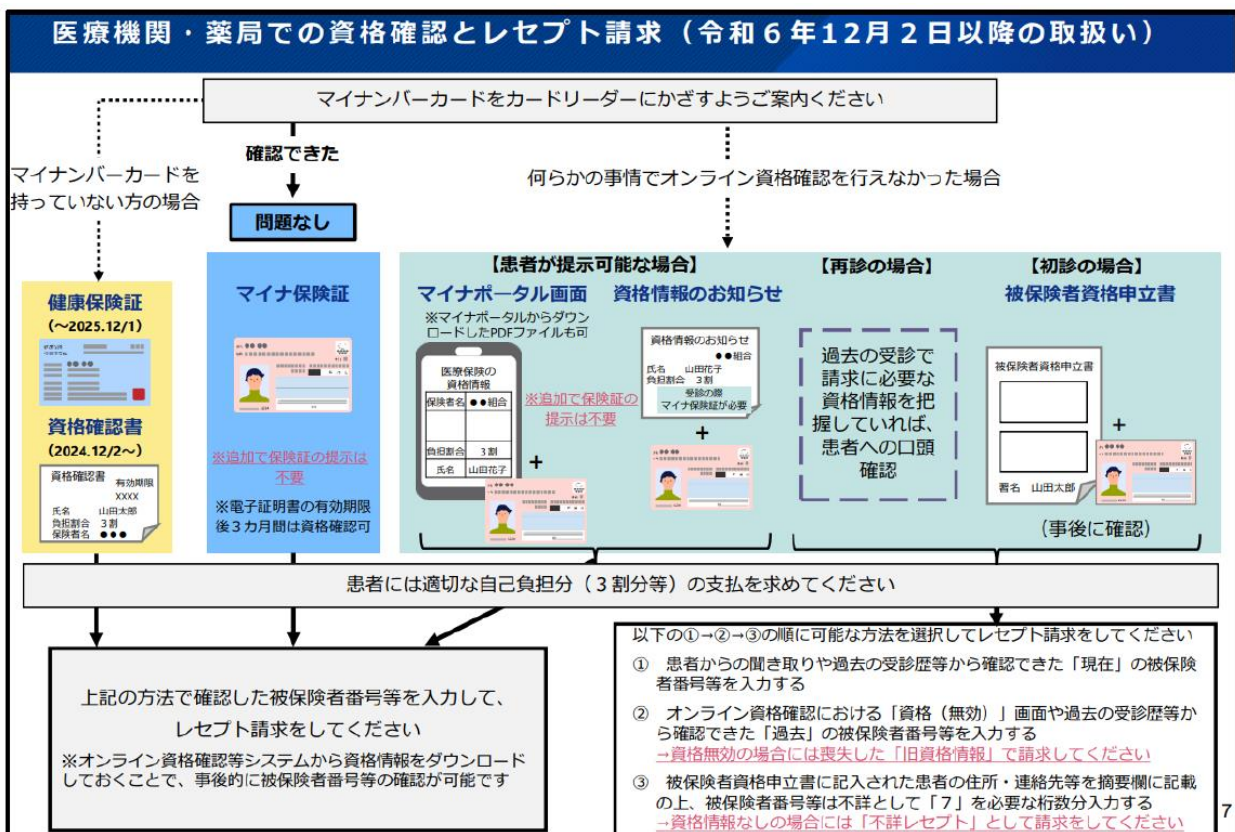 医療機関・薬局での資格確認とレセプト請求（令和６年12月２日以降の取扱い）
マイナンバーカードをカードリーダーにかざすようご案内ください
マイナンバーカードを
持っていない方の場合
確認できた
問題なし
何らかの事情でオンライン資格確認を行えなかった場合
健康保険証
（～2025.12/1）
資格確認書
（2024.12/2～）
資格確認書
有効期限
XXXX
氏名　山田太郎
負担割合　３割
保険者名　●●●
マイナ保険証
※追加で保険証の提示は
不要
※電子証明書の有効期限
後３カ月間は資格確認可
【患者が提示可能な場合】
マイナポータル画面
※マイナポータルからダウン
ロードしたPDFファイルも可
医療保険の
資格情報
保険者名　●●組合
負担割合　３割
氏名　山田花子
+
※追加で保険証の
提示は不要
資格情報のお知らせ
資格情報のお知らせ
●●組合
氏名　山田花子
負担割合　３割
受診の際
マイナ保険証が必要
+
【再診の場合】
過去の受診で
請求に必要な
資格情報を把
握していれば、
患者への口頭
確認
【初診の場合】
被保険者資格申立書
被保険者資格申立書
署名　山田太郎
+
（事後に確認）
患者には適切な自己負担分（３割分等）の支払を求めてください
上記の方法で確認した被保険者番号等を入力して、
レセプト請求をしてください
※オンライン資格確認等システムから資格情報をダウンロード
しておくことで、事後的に被保険者番号等の確認が可能です
以下の①→②→③の順に可能な方法を選択してレセプト請求をしてください
①　患者からの聞き取りや過去の受診歴等から確認できた「現在」の被保険
者番号等を入力する
②　オンライン資格確認における「資格（無効）」画面や過去の受診歴等か
ら確認できた「過去」の被保険者番号等を入力する
→資格無効の場合には喪失した「旧資格情報」で請求してください
③　被保険者資格申立書に記入された患者の住所・連絡先等を摘要欄に記載
の上、被保険者番号等は不詳として「７」を必要な桁数分入力する
→資格情報なしの場合には「不詳レセプト」として請求をしてください
7